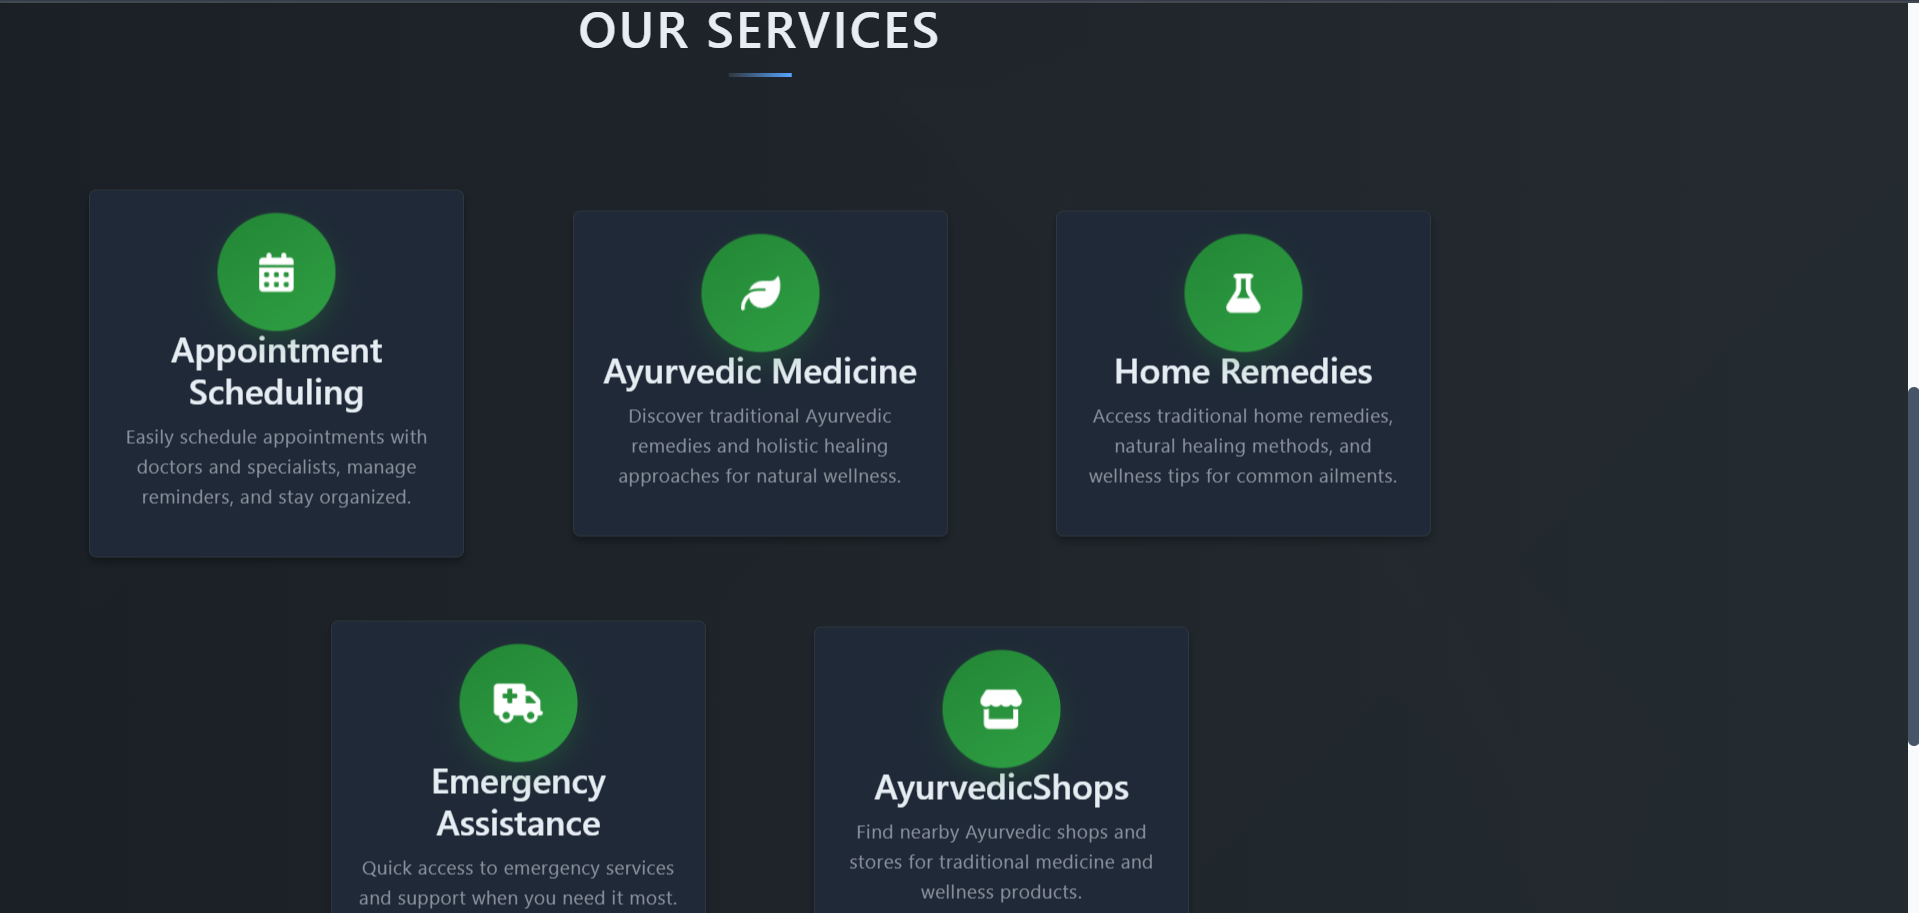 OUR SERVICES
Appointment
Scheduling
Easily schedule appointments with
doctors and specialists, manage
reminders, and stay organized.
Ayurvedic Medicine
Discover traditional Ayurvedic
remedies and holistic healing
approaches for natural wellness.
Home Remedies
Access traditional home remedies,
natural healing methods, and
wellness tips for common ailments.
Emergency
Assistance
Quick access to emergency services
and support when you need it most.
AyurvedicShops
Find nearby Ayurvedic shops and
stores for traditional medicine and
wellness products.